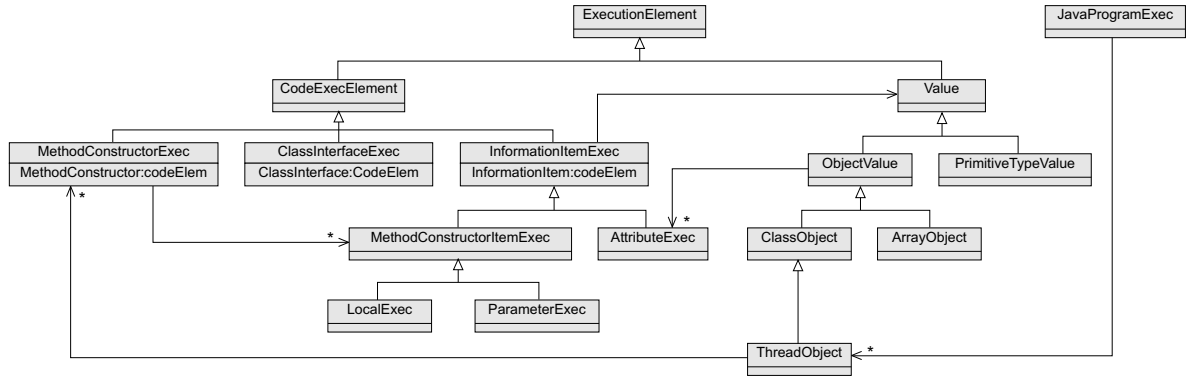 ExecutionElement
JavaProgramExec
CodeExecElement
Value
MethodConstructorExec
MethodConstructor:codeElem
ClassInterfaceExec
ClassInterface:CodeElem
InformationItemExec
InformationItem:codeElem
ObjectValue
PrimitiveTypeValue
*
*
*
MethodConstructorItemExec
AttributeExec
ClassObject
ArrayObject
LocalExec
ParameterExec
ThreadObject
*